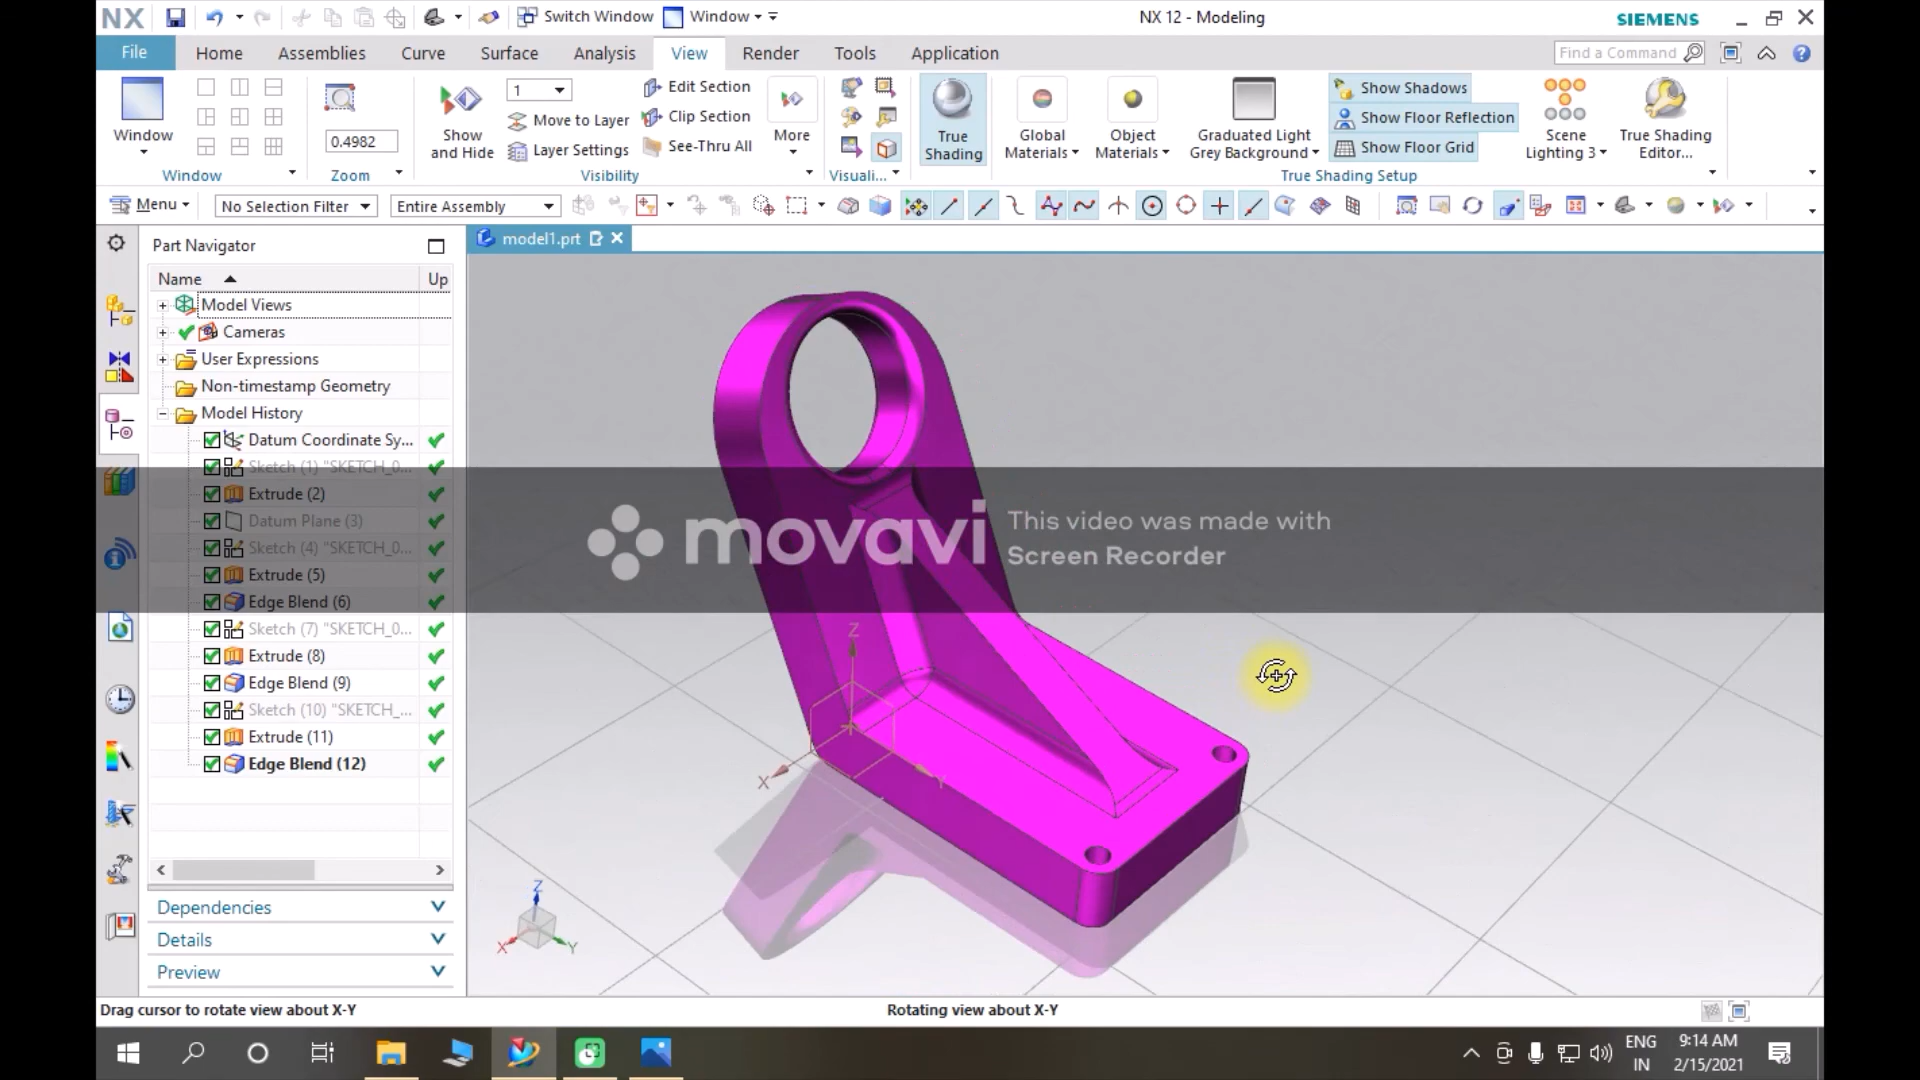 NX
Switch Window
Window
NX 12 - Modeling
SIEMENS
File
Home
Assemblies
Curve
Surface
Analysis
View
Render
Tools
Application
Find a Command
Window
0.4982
Show
and Hide
1
Move to Layer
Layer Settings
Edit Section
Clip Section
See-Thru All
More
True
Shading
Global
Materials
Object
Materials
Graduated Light
Grey Background
Show Shadows
Show Floor Reflection
Show Floor Grid
Scene
Lighting 3
True Shading
Editor...
Window
Zoom
Visibility
Visuali...
True Shading Setup
Menu
No Selection Filter
Entire Assembly
Part Navigator
model1.prt
Name
Up
Model Views
Cameras
User Expressions
Non-timestamp Geometry
Model History
Datum Coordinate Sy...
Sketch (1) "SKETCH_0...
Extrude (2)
Datum Plane (3)
Sketch (4) "SKETCH_0...
Extrude (5)
Edge Blend (6)
Sketch (7) "SKETCH_0...
Extrude (8)
Edge Blend (9)
Sketch (10) "SKETCH_...
Extrude (11)
Edge Blend (12)
Dependencies
Details
Preview
movavi
This video was made with
Screen Recorder
Z
X
Y
Z
X
Y
Drag cursor to rotate view about X-Y
Rotating view about X-Y
ENG
IN
9:14 AM
2/15/2021